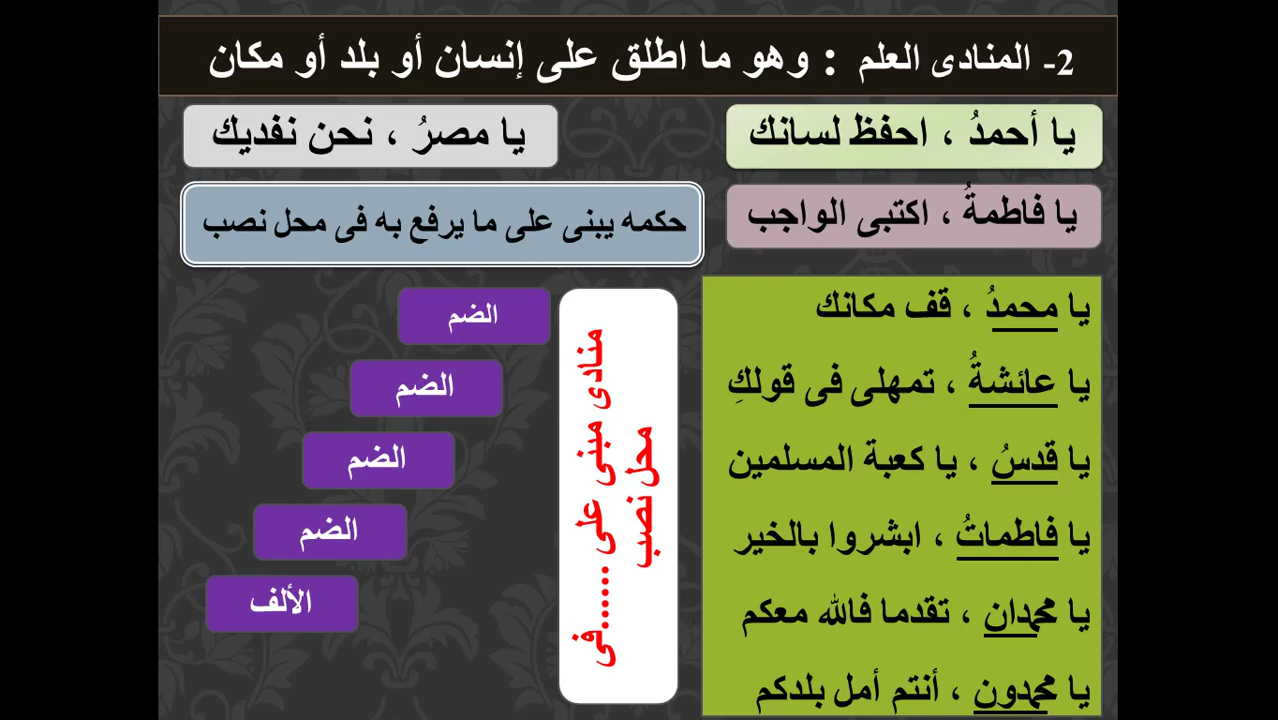 2- المنادى العلم : وهو ما اطلق على إنسان أو بلد أو مكان
يا أحمدُ ، احفظ لسانك
يا مصرُ ، نحن نفديك
يا فاطمةُ ، اكتبى الواجب
حكمه يبنى على ما يرفع به فى محل نصب
يا محمدُ ، قف مكانك
يا عائشةُ ، تمهلى فى قولكِ
يا قدسُ ، يا كعبة المسلمين
يا فاطماتُ ، ابشروا بالخير
يا محمدان ، تقدما فالله معكم
يا محمدون ، أنتم أمل بلدكم
منادى مبنى على ......فى
محل نصب
الضم
الضم
الضم
الضم
الألف